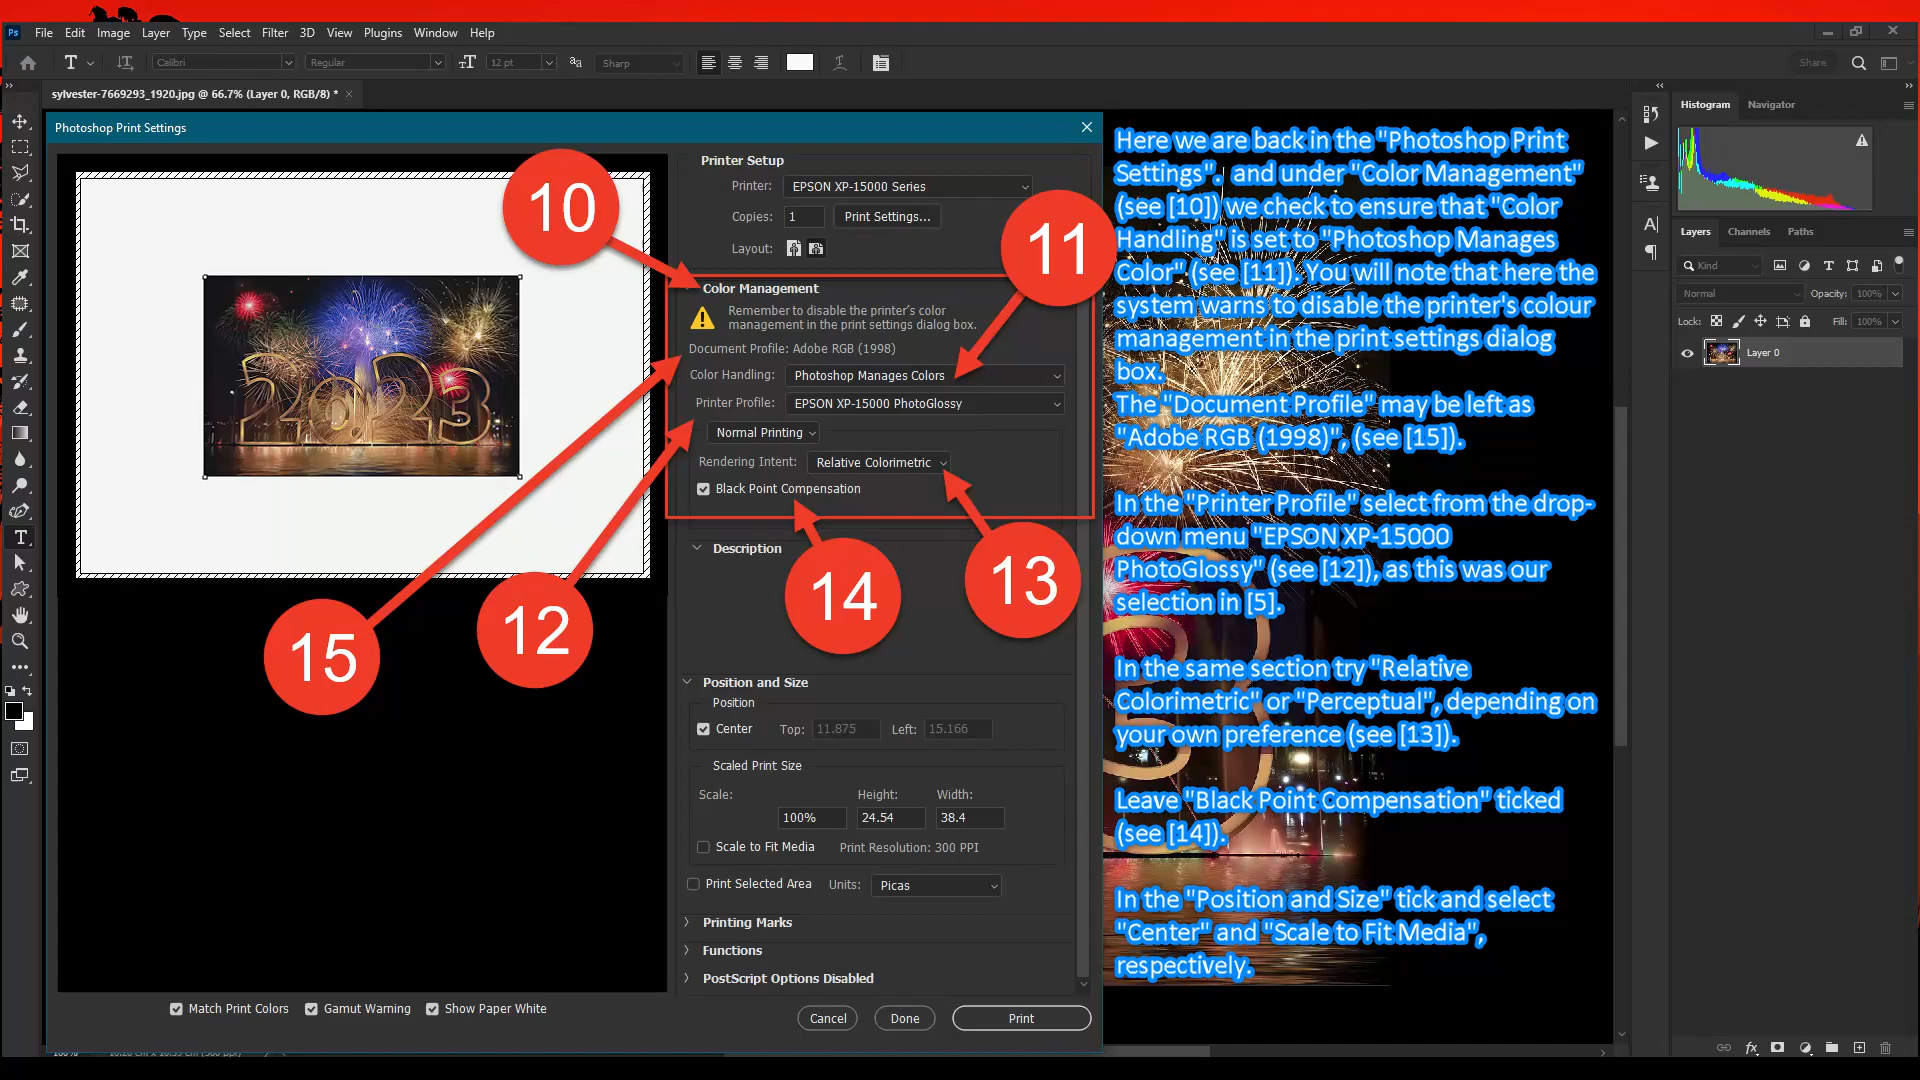 Ps File Edit Image Layer Type Select Filter 3D View Plugins Window Help
T Calibri Regular 12 pt Sharp Share
sylvester-7669293_1920.jpg @ 66.7% (Layer 0, RGB/8) * ×
Photoshop Print Settings
Printer Setup
Printer: EPSON XP-15000 Series
Copies: 1 Print Settings...
Layout:
10
11
Color Management
Remember to disable the printer's color
management in the print settings dialog box.
Document Profile: Adobe RGB (1998)
Color Handling: Photoshop Manages Colors
Printer Profile: EPSON XP-15000 PhotoGlossy
Normal Printing
Rendering Intent: Relative Colorimetric
Black Point Compensation
2023
15
12
14
13
Description
Position and Size
Position
Center Top: 11.875 Left: 15.166
Scaled Print Size
Scale: Height: Width:
100% 24.54 38.4
Scale to Fit Media Print Resolution: 300 PPI
Print Selected Area Units: Picas
Printing Marks
Functions
PostScript Options Disabled
Match Print Colors Gamut Warning Show Paper White
Cancel Done Print
Here we are back in the "Photoshop Print
Settings".  and under "Color Management"
(see [10]) we check to ensure that "Color
Handling" is set to "Photoshop Manages
Color" (see [11]). You will note that here the
system warns to disable the printer's colour
management in the print settings dialog
box.
The "Document Profile" may be left as
"Adobe RGB (1998)", (see [15]).
In the "Printer Profile" select from the drop-
down menu "EPSON XP-15000
PhotoGlossy" (see [12]), as this was our
selection in [5].
In the same section try "Relative
Colorimetric" or "Perceptual", depending on
your own preference (see [13]).
Leave "Black Point Compensation" ticked
(see [14]).
In the "Position and Size" tick and select
"Center" and "Scale to Fit Media",
respectively.
Histogram Navigator
Layers Channels Paths
Kind
Normal Opacity: 100%
Lock: Fill: 100%
Layer 0